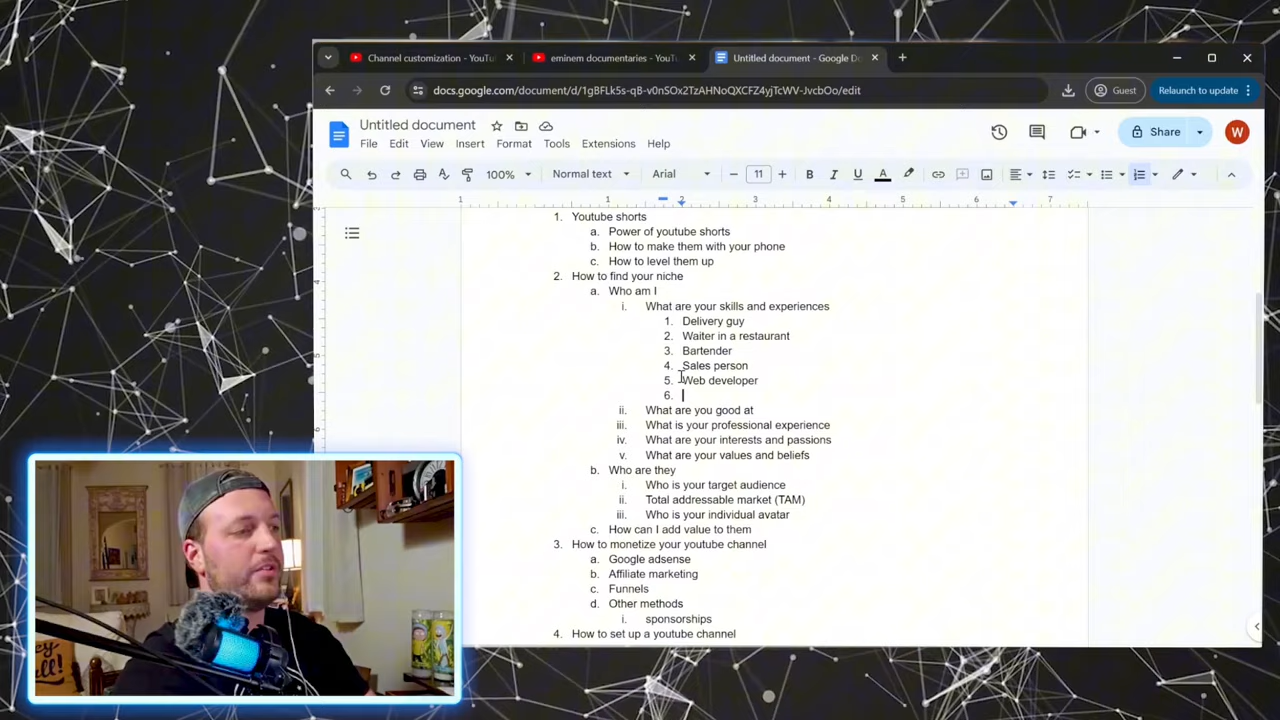 Channel customization - YouTu
eminem documentaries - YouTu
Untitled document - Google D
docs.google.com/document/d/1gBFLk5s-qB-v0nSOx2TzAHNoQXCFZ4yjTcWV-JvcbOo/edit
Guest
Relaunch to update
Untitled document
File Edit View Insert Format Tools Extensions Help
Share
W
100% Normal text Arial 11
1 1 2 3 4 5 6 7
1. Youtube shorts
a. Power of youtube shorts
b. How to make them with your phone
c. How to level them up
2. How to find your niche
a. Who am I
i. What are your skills and experiences
1. Delivery guy
2. Waiter in a restaurant
3. Bartender
4. Sales person
5. Web developer
6.
ii. What are you good at
iii. What is your professional experience
iv. What are your interests and passions
v. What are your values and beliefs
b. Who are they
i. Who is your target audience
ii. Total addressable market (TAM)
iii. Who is your individual avatar
c. How can I add value to them
3. How to monetize your youtube channel
a. Google adsense
b. Affiliate marketing
c. Funnels
d. Other methods
i. sponsorships
4. How to set up a youtube channel